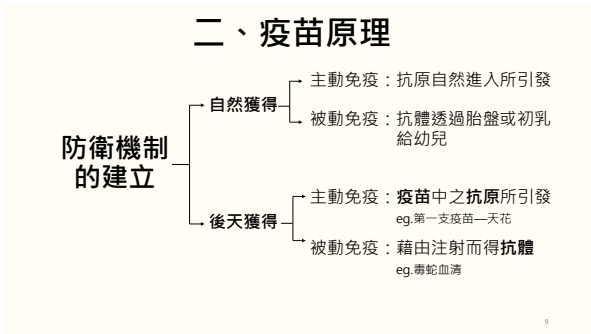 二、疫苗原理
防衛機制
的建立
自然獲得
主動免疫：抗原自然進入所引發
被動免疫：抗體透過胎盤或初乳
給幼兒
後天獲得
主動免疫：疫苗中之抗原所引發
eg.第一支疫苗—天花
被動免疫：藉由注射而得抗體
eg.毒蛇血清
9